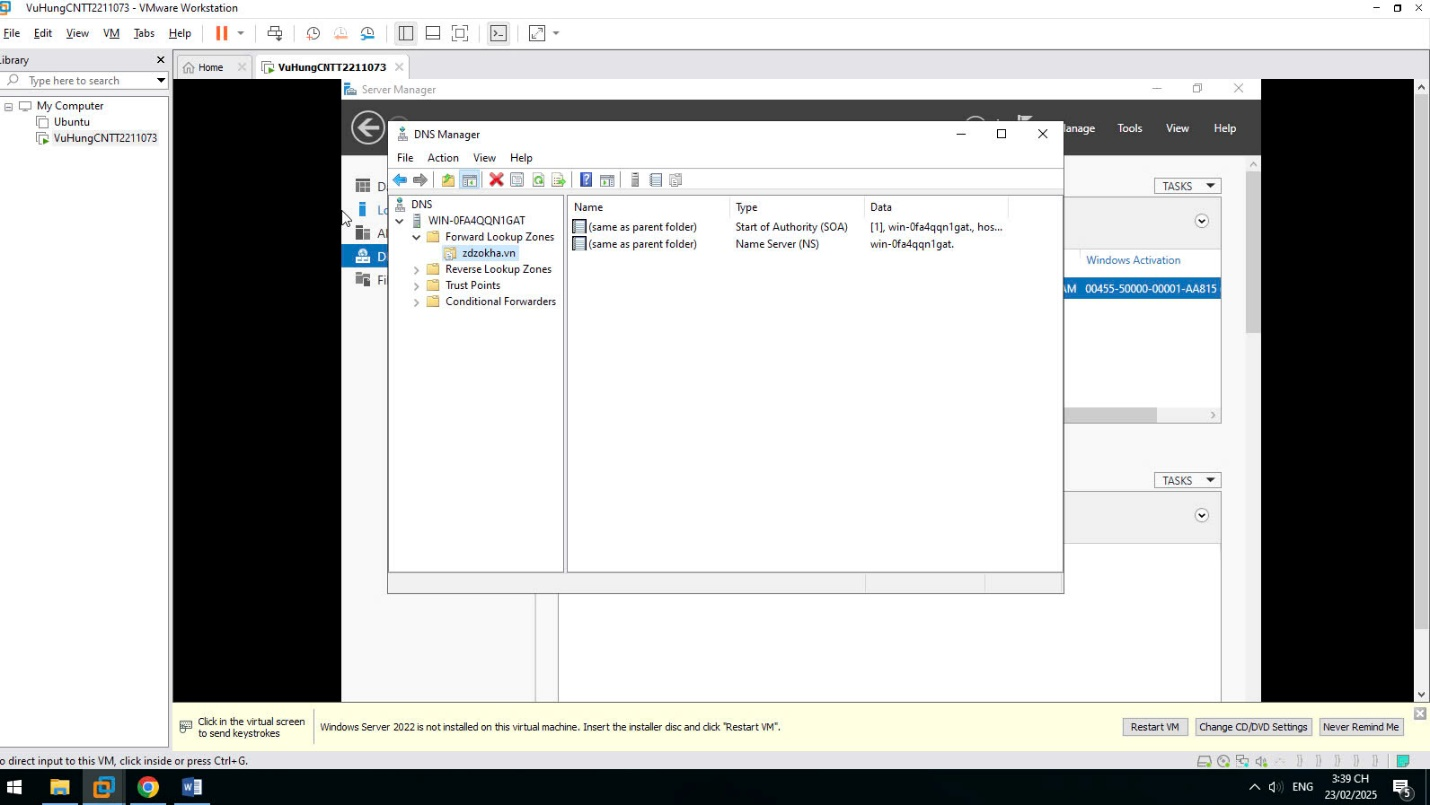 VuHungCNTT2211073 - VMware Workstation
File Edit View VM Tabs Help
Library
Type here to search
Home
VuHungCNTT2211073
My Computer
Ubuntu
VuHungCNTT2211073
Server Manager
Tools View Help
DNS Manager
File Action View Help
DNS
WIN-0FA4QQN1GAT
Forward Lookup Zones
zdzokha.vn
Reverse Lookup Zones
Trust Points
Conditional Forwarders
Name Type Data
(same as parent folder) Start of Authority (SOA) [1], win-0fa4qqn1gat., hos...
(same as parent folder) Name Server (NS) win-0fa4qqn1gat.
TASKS
Windows Activation
AM 00455-50000-00001-AA815
TASKS
Click in the virtual screen
to send keystrokes
Windows Server 2022 is not installed on this virtual machine. Insert the installer disc and click "Restart VM".
Restart VM Change CD/DVD Settings Never Remind Me
o direct input to this VM, click inside or press Ctrl+G.
ENG
3:39 CH
23/02/2025
5